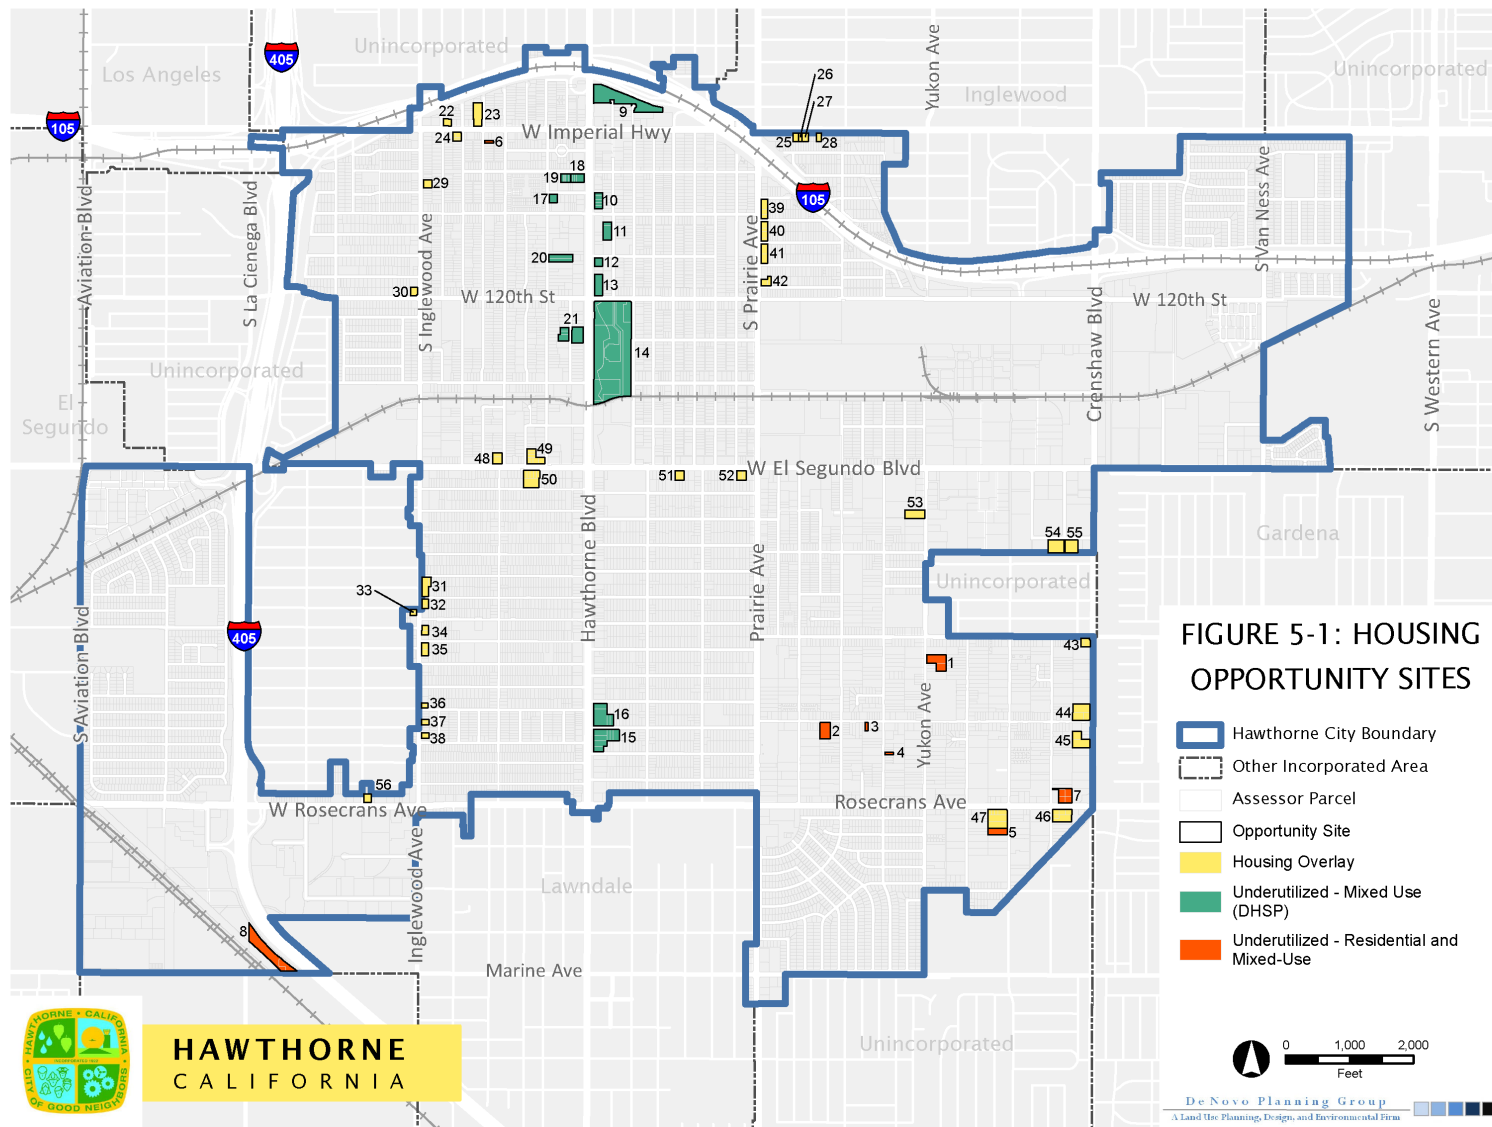 Unincorporated
Los Angeles
405
Yukon Ave
Unincorporated
Inglewood
105
26
27
22
23
9
W Imperial Hwy
24
6
25
28
18
19
29
17
10
105
39
S Aviation Blvd
S La Cienega Blvd
S Inglewood Ave
11
S Prairie Ave
40
S Van Ness Ave
20
12
41
30
13
42
W 120th St
W 120th St
21
14
Crenshaw Blvd
S Western Ave
Unincorporated
El
Segundo
48
49
50
51
52
W El Segundo Blvd
Hawthorne Blvd
53
54
55
Gardena
Prairie Ave
33
31
32
Unincorporated
34
35
405
S Aviation Blvd
43
1
36
37
38
16
15
2
3
4
Yukon Ave
44
45
56
W Rosecrans Ave
Rosecrans Ave
7
47
46
5
Inglewood Ave
Lawndale
8
Marine Ave
Unincorporated
FIGURE 5-1: HOUSING
OPPORTUNITY SITES
Hawthorne City Boundary
Other Incorporated Area
Assessor Parcel
Opportunity Site
Housing Overlay
Underutilized - Mixed Use
(DHSP)
Underutilized - Residential and
Mixed-Use
HAWTHORNE • CALIFORNIA
CITY OF GOOD NEIGHBORS
HAWTHORNE
CALIFORNIA
0 1,000 2,000
Feet
De Novo Planning Group
A Land Use Planning, Design, and Environmental Firm